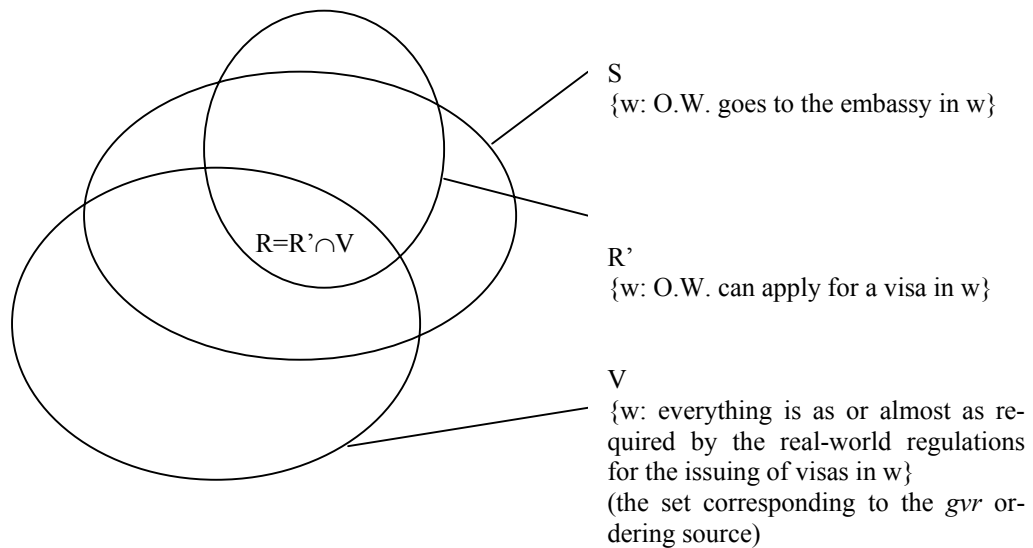 S
{w: O.W. goes to the embassy in w}
R=R’∩V
R’
{w: O.W. can apply for a visa in w}
V
{w: everything is as or almost as re-
quired by the real-world regulations
for the issuing of visas in w}
(the set corresponding to the gvr or-
dering source)